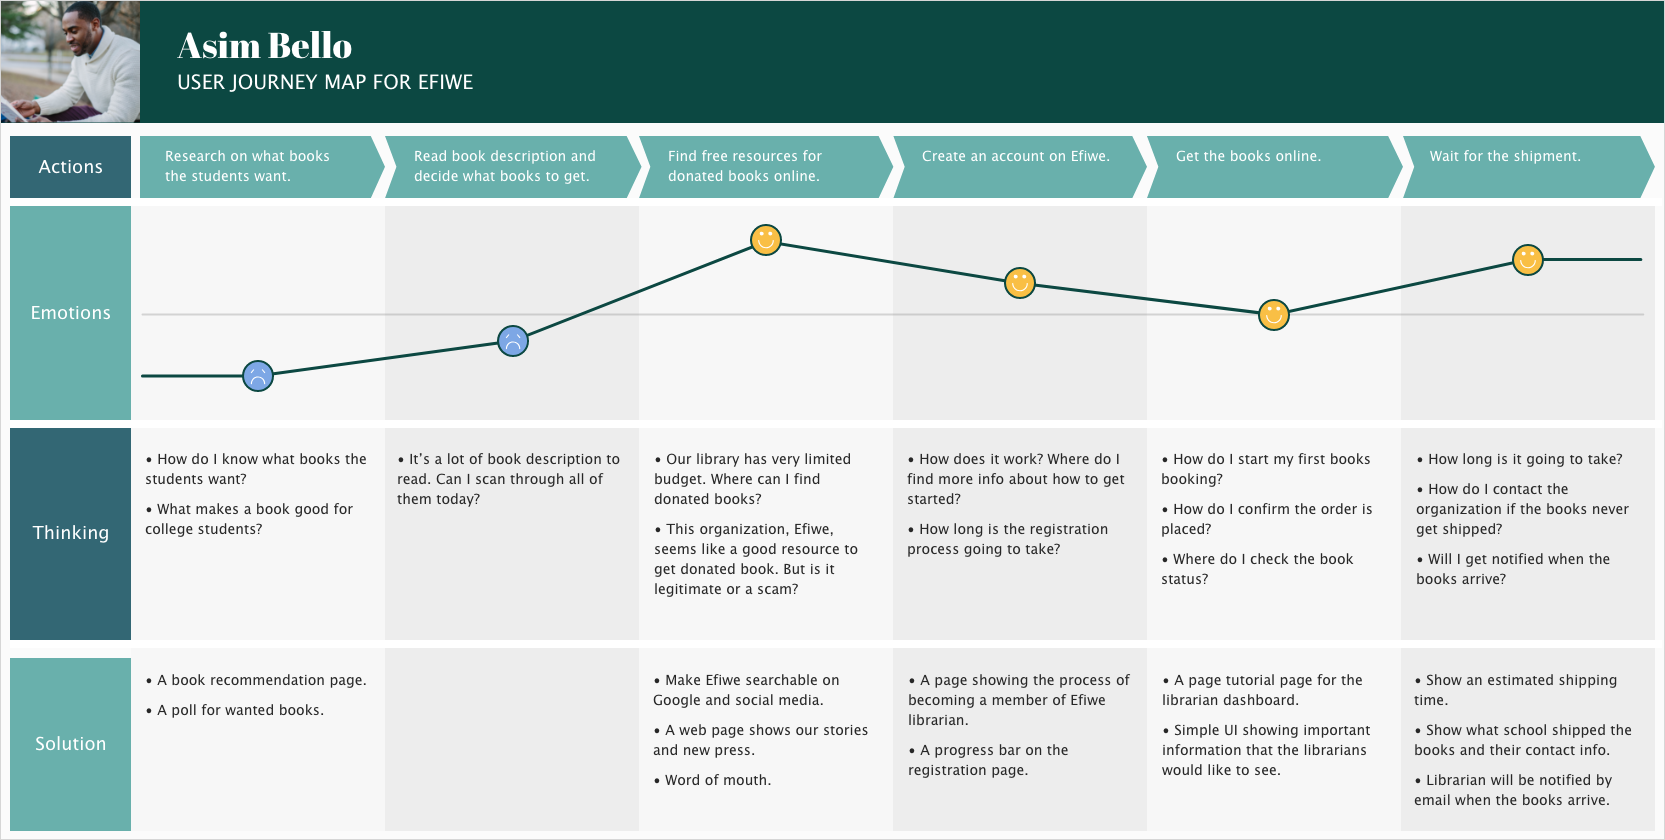 Asim Bello
USER JOURNEY MAP FOR EFIWE
Actions
Research on what books
the students want.
Read book description and
decide what books to get.
Find free resources for
donated books online.
Create an account on Efiwe.
Get the books online.
Wait for the shipment.
Emotions
Thinking
• How do I know what books the
students want?
• What makes a book good for
college students?
• It’s a lot of book description to
read. Can I scan through all of
them today?
• Our library has very limited
budget. Where can I find
donated books?
• This organization, Efiwe,
seems like a good resource to
get donated book. But is it
legitimate or a scam?
• How does it work? Where do I
find more info about how to get
started?
• How long is the registration
process going to take?
• How do I start my first books
booking?
• How do I confirm the order is
placed?
• Where do I check the book
status?
• How long is it going to take?
• How do I contact the
organization if the books never
get shipped?
• Will I get notified when the
books arrive?
Solution
• A book recommendation page.
• A poll for wanted books.
• Make Efiwe searchable on
Google and social media.
• A web page shows our stories
and new press.
• Word of mouth.
• A page showing the process of
becoming a member of Efiwe
librarian.
• A progress bar on the
registration page.
• A page tutorial page for the
librarian dashboard.
• Simple UI showing important
information that the librarians
would like to see.
• Show an estimated shipping
time.
• Show what school shipped the
books and their contact info.
• Librarian will be notified by
email when the books arrive.